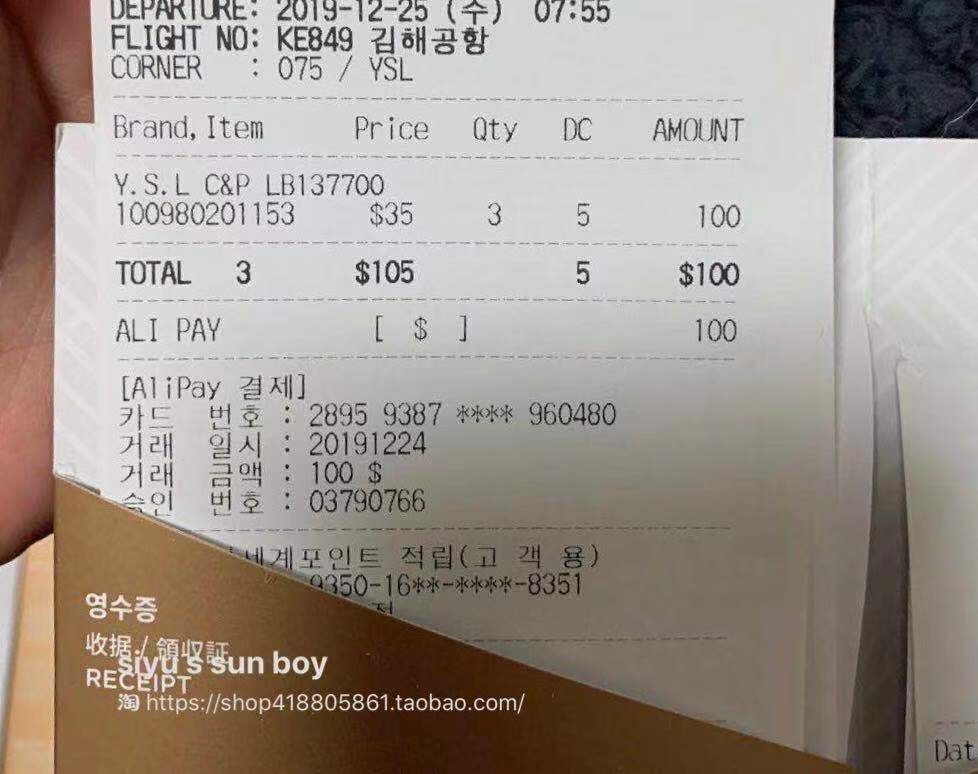 DEPARTURE: 2019-12-25 (수) 07:55
FLIGHT NO: KE849 김해공항
CORNER : 075 / YSL
Brand,Item Price Qty DC AMOUNT
Y.S.L C&P LB137700
100980201153 $35 3 5 100
TOTAL 3 $105 5 $100
ALI PAY [ $ ] 100
[AliPay 결제]
카드 번호 : 2895 9387 **** 960480
거래 일시 : 20191224
거래 금액 : 100 $
승인 번호 : 03790766
세계포인트 적립(고 객 용)
9350-16**-****-8351
영수증
收据 / 領収証
RECEIPT
siyu's sun boy
淘 https://shop418805861.taobao.com/
Dat